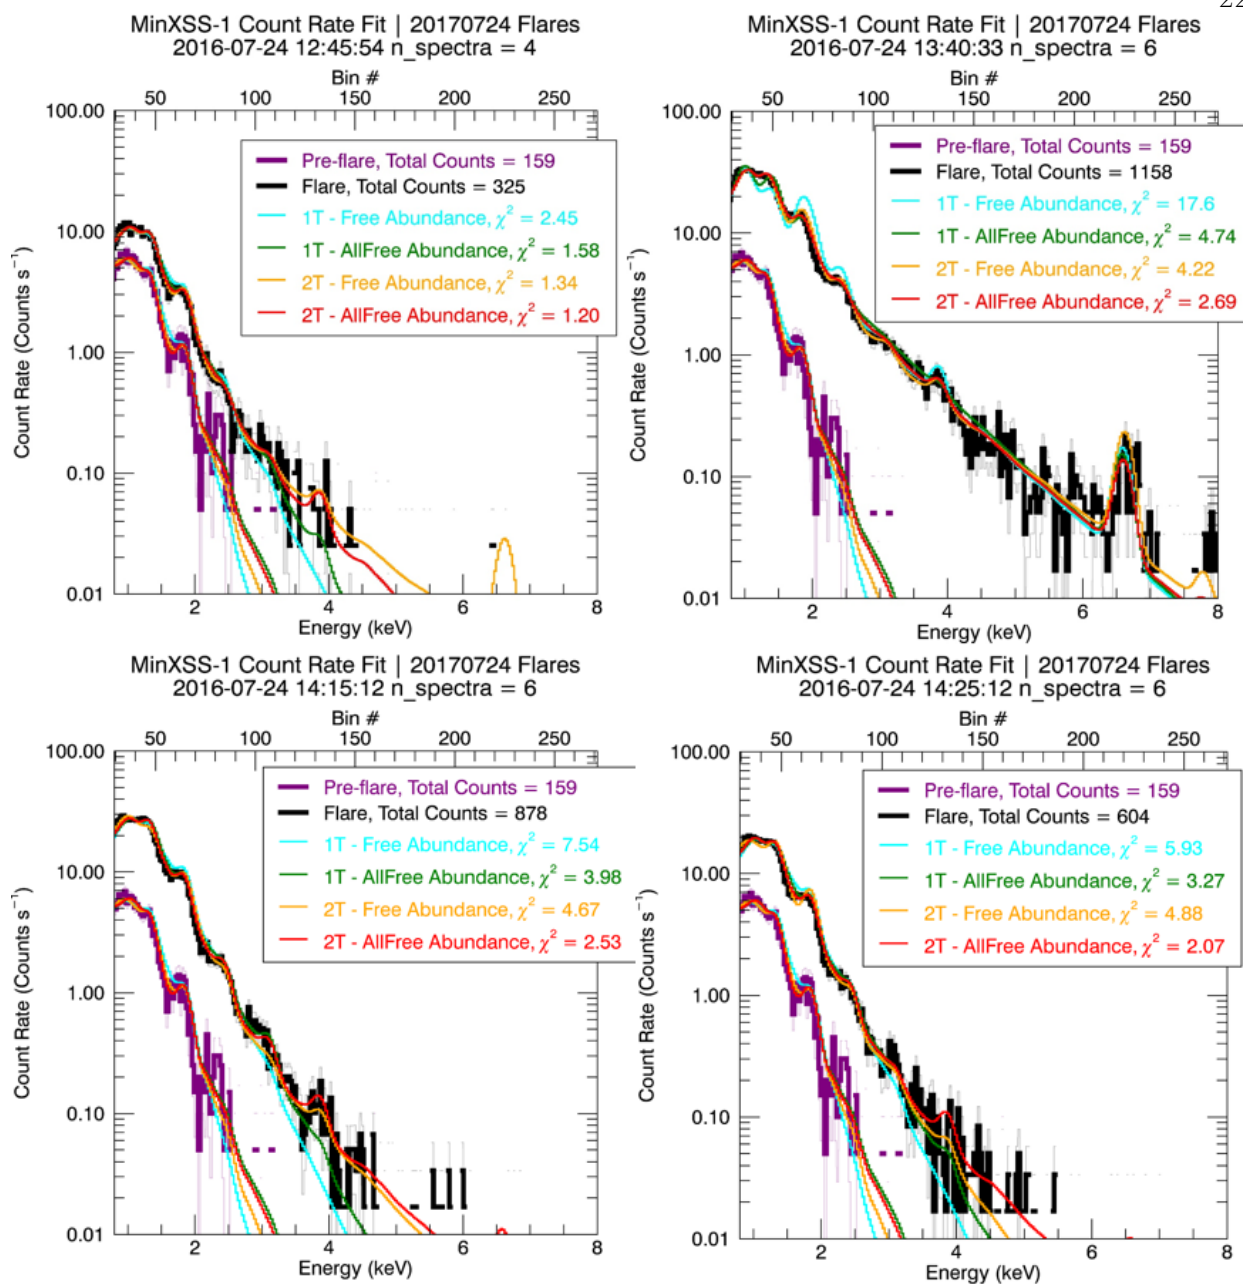 22
MinXSS-1 Count Rate Fit | 20170724 Flares
2016-07-24 12:45:54 n_spectra = 4
Bin #
50 100 150 200 250
100.00
10.00
1.00
0.10
0.01
Count Rate (Counts s⁻¹)
Pre-flare, Total Counts = 159
Flare, Total Counts = 325
1T - Free Abundance, χ² = 2.45
1T - AllFree Abundance, χ² = 1.58
2T - Free Abundance, χ² = 1.34
2T - AllFree Abundance, χ² = 1.20
2 4 6 8
Energy (keV)
MinXSS-1 Count Rate Fit | 20170724 Flares
2016-07-24 13:40:33 n_spectra = 6
Bin #
50 100 150 200 250
100.00
10.00
1.00
0.10
0.01
Count Rate (Counts s⁻¹)
Pre-flare, Total Counts = 159
Flare, Total Counts = 1158
1T - Free Abundance, χ² = 17.6
1T - AllFree Abundance, χ² = 4.74
2T - Free Abundance, χ² = 4.22
2T - AllFree Abundance, χ² = 2.69
2 4 6 8
Energy (keV)
MinXSS-1 Count Rate Fit | 20170724 Flares
2016-07-24 14:15:12 n_spectra = 6
Bin #
50 100 150 200 250
100.00
10.00
1.00
0.10
0.01
Count Rate (Counts s⁻¹)
Pre-flare, Total Counts = 159
Flare, Total Counts = 878
1T - Free Abundance, χ² = 7.54
1T - AllFree Abundance, χ² = 3.98
2T - Free Abundance, χ² = 4.67
2T - AllFree Abundance, χ² = 2.53
2 4 6 8
Energy (keV)
MinXSS-1 Count Rate Fit | 20170724 Flares
2016-07-24 14:25:12 n_spectra = 6
Bin #
50 100 150 200 250
100.00
10.00
1.00
0.10
0.01
Count Rate (Counts s⁻¹)
Pre-flare, Total Counts = 159
Flare, Total Counts = 604
1T - Free Abundance, χ² = 5.93
1T - AllFree Abundance, χ² = 3.27
2T - Free Abundance, χ² = 4.88
2T - AllFree Abundance, χ² = 2.07
2 4 6 8
Energy (keV)